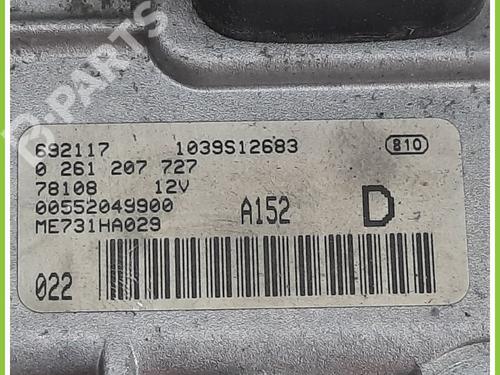 B-PARTS
692117 1039S12683 810
0 261 207 727
78108 12V
00552049900 A152 D
ME731HA029
022